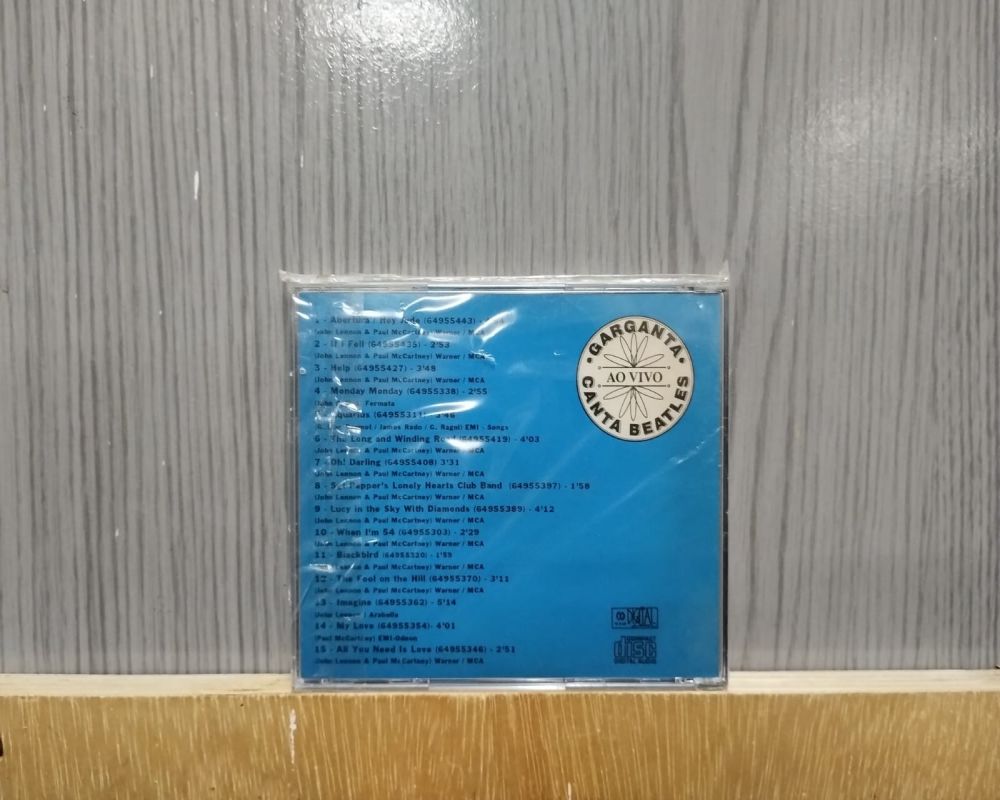 1 - Abertura / Hey Jude (64955443) -
(John Lennon & Paul McCartney) Warner / MCA
2 - If I Fell (64955435) - 2'53
(John Lennon & Paul McCartney) Warner / MCA
3 - Help (64955427) - 3'48
(John Lennon & Paul McCartney) Warner / MCA
4 - Monday Monday (64955338) - 2'55
(John Fermata
5 - Aquarius (64955311) - 3'46
/ James Rado / G. Ragni) EMI - Songs
6 - The Long and Winding Road (64955419) - 4'03
(John Lennon & Paul McCartney) Warner / MCA
7 - Oh! Darling (64955408) 3'31
(John Lennon & Paul McCartney) Warner / MCA
8 - Sgt Pepper's Lonely Hearts Club Band (64955397) - 1'58
(John Lennon & Paul McCartney) Warner / MCA
9 - Lucy in the Sky With Diamonds (64955389) - 4'12
(John Lennon & Paul McCartney) Warner / MCA
10 - When I'm 54 (64955303) - 2'29
(John Lennon & Paul McCartney) Warner / MCA
11 - Blackbird (64955320) - 1'59
(John Lennon & Paul McCartney) Warner / MCA
12 - The Fool on the Hill (64955370) - 3'11
(John Lennon & Paul McCartney) Warner / MCA
13 - Imagine (64955362) - 5'14
(John Lennon) Arabella
14 - My Love (64955354) - 4'01
(Paul McCartney) EMI-Odeon
15 - All You Need Is Love (64955346) - 2'51
(John Lennon & Paul McCartney) Warner / MCA
• GARGANTA •
AO VIVO
CANTA BEATLES
DIGITAL
COMPACT
disc
DIGITAL AUDIO